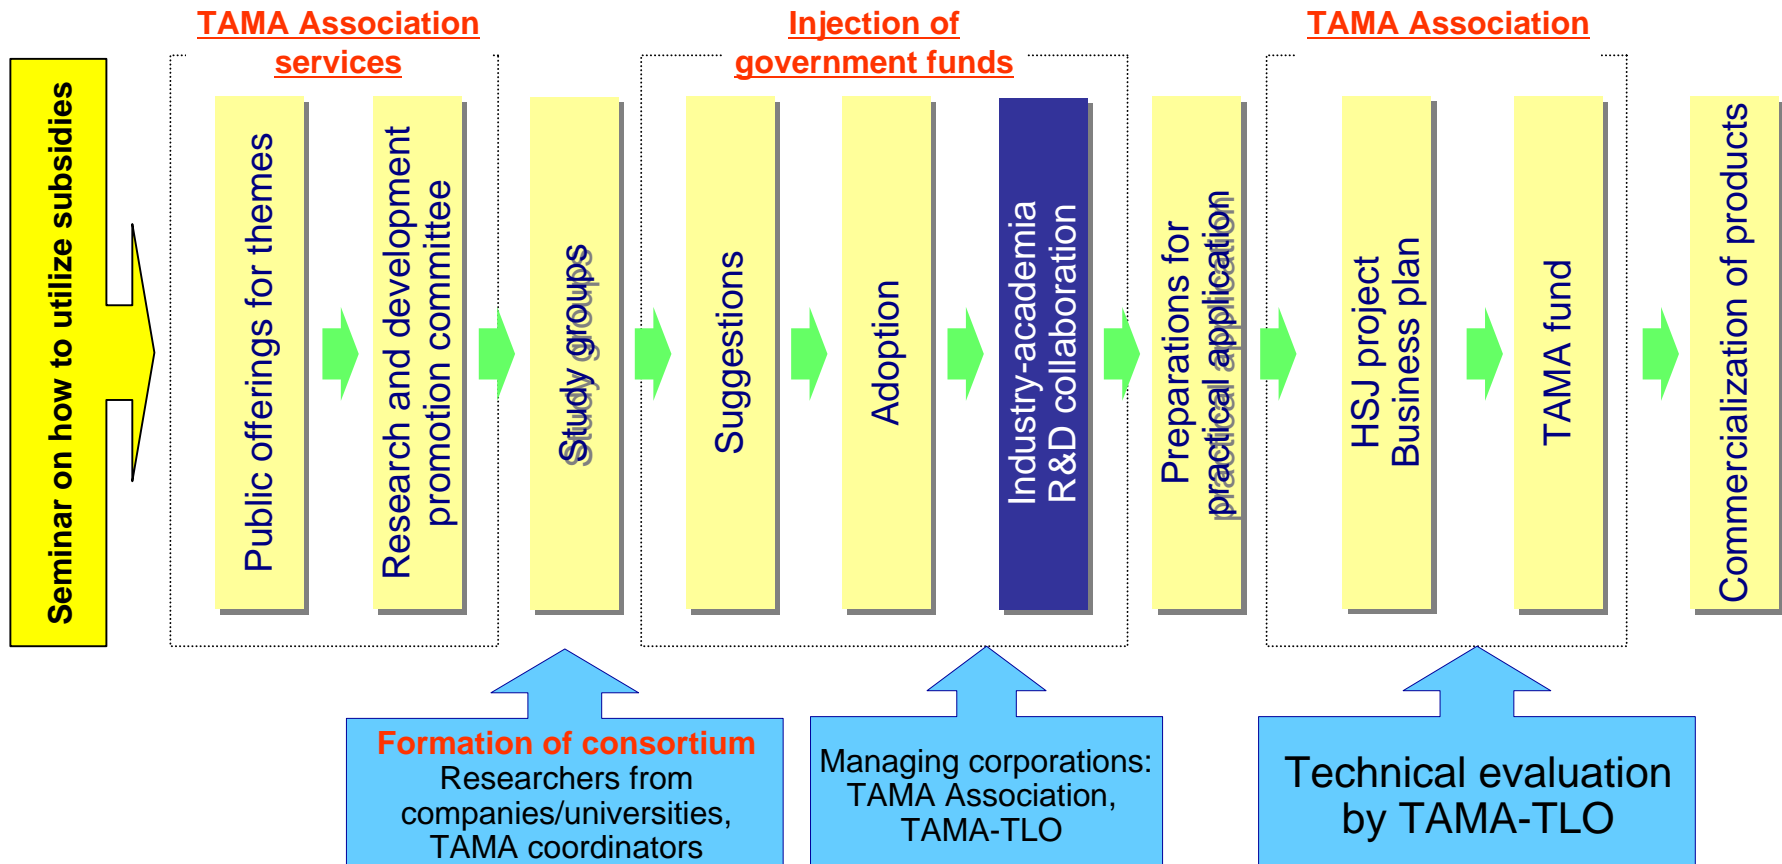 TAMA Association
services
Injection of
government funds
TAMA Association
Seminar on how to utilize subsidies
Public offerings for themes
Research and development
promotion committee
Study groups
Suggestions
Adoption
Industry-academia
R&D collaboration
Preparations for
practical application
HSJ project
Business plan
TAMA fund
Commercialization of products
Formation of consortium
Researchers from
companies/universities,
TAMA coordinators
Managing corporations:
TAMA Association,
TAMA-TLO
Technical evaluation
by TAMA-TLO